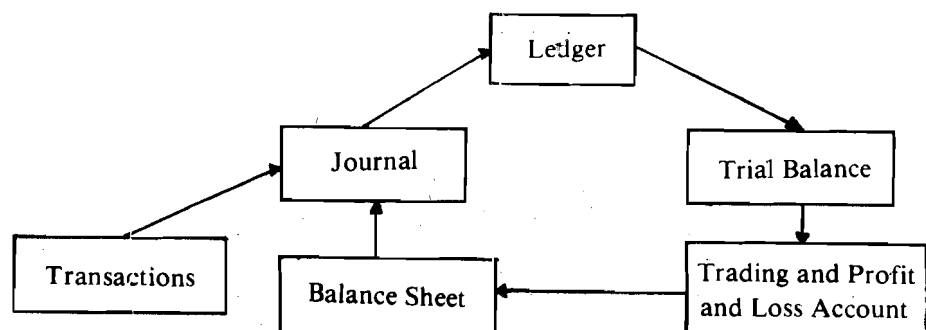 Ledger
Journal
Trial Balance
Transactions
Balance Sheet
Trading and Profit
and Loss Account